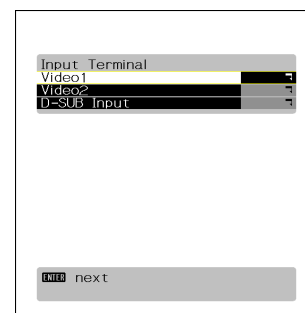 Input Terminal
Video1
Video2
D-SUB Input
ENTER next